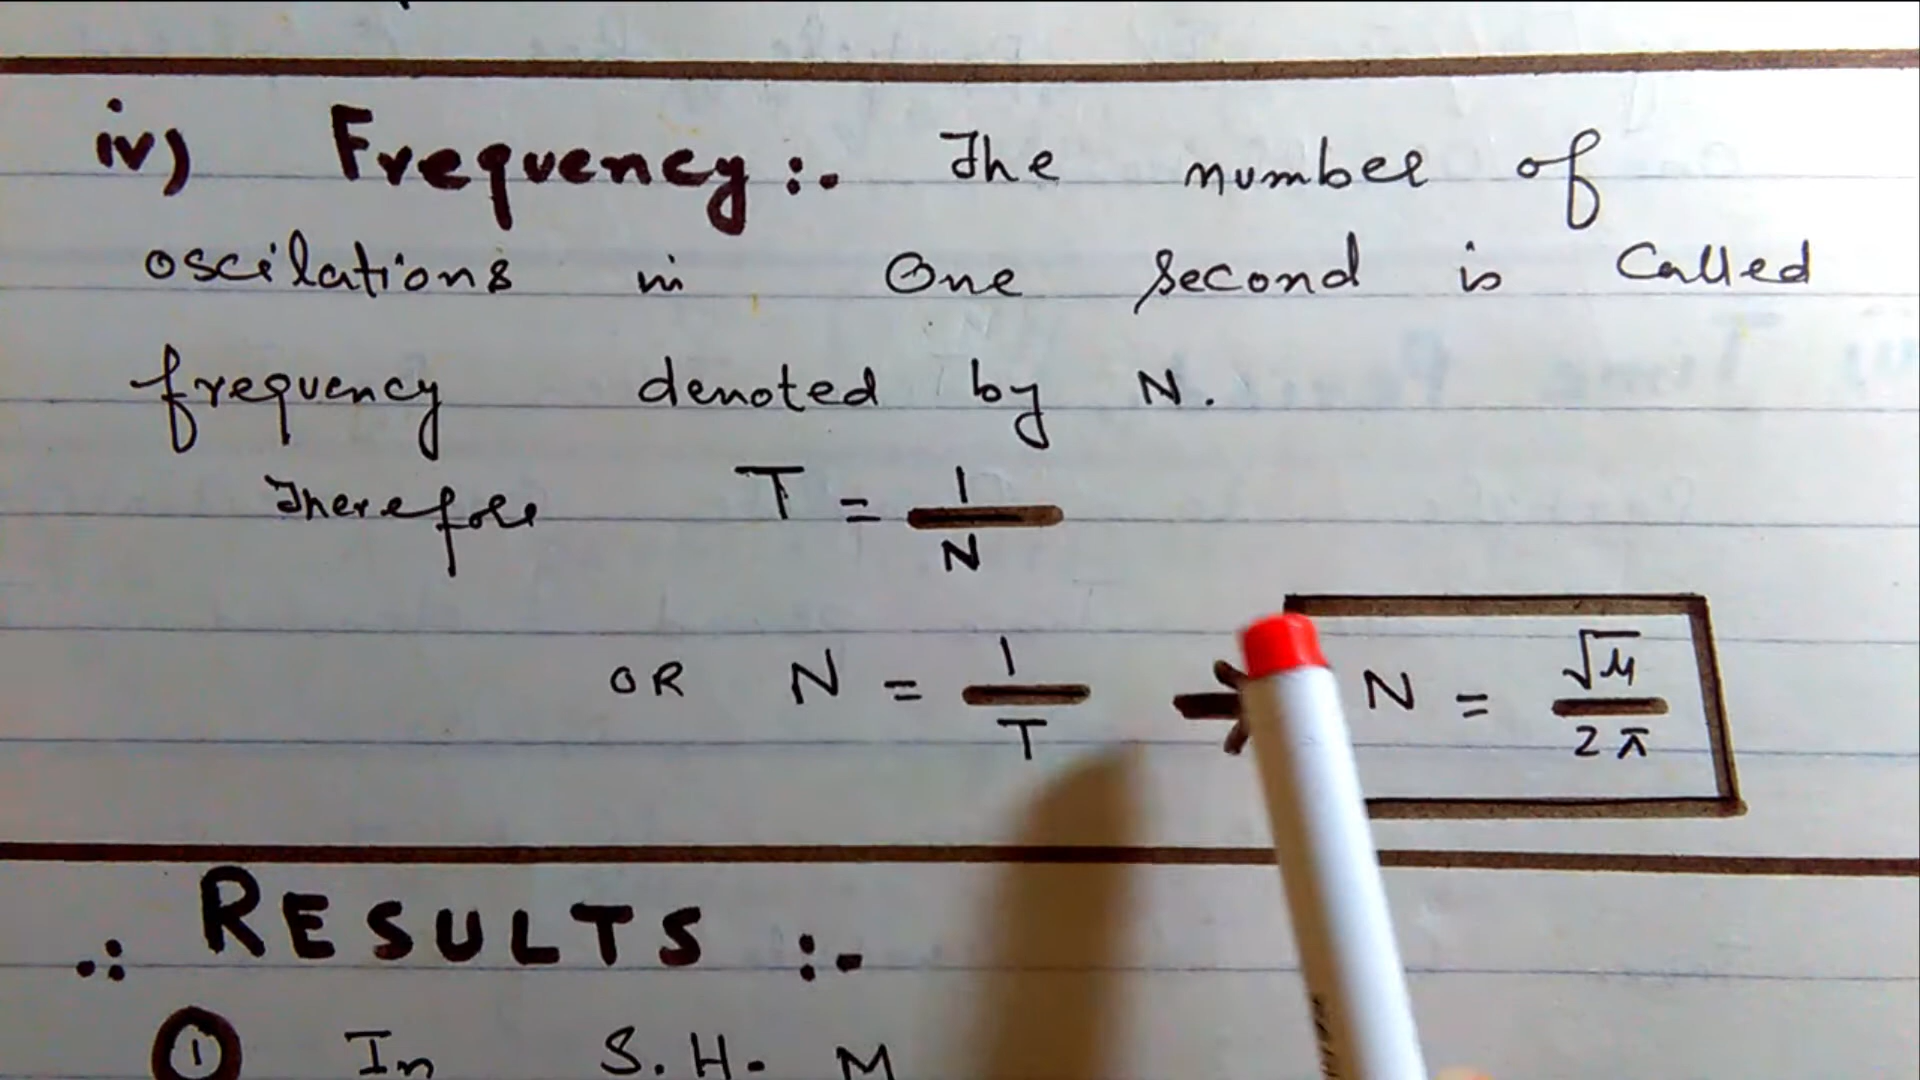 iv) Frequency :- The number of
oscilations in One second is Called
frequency denoted by N.
Therefore T = 1/N
OR N = 1/T → N = √μ/2π
∴ RESULTS :-
① In S.H.M